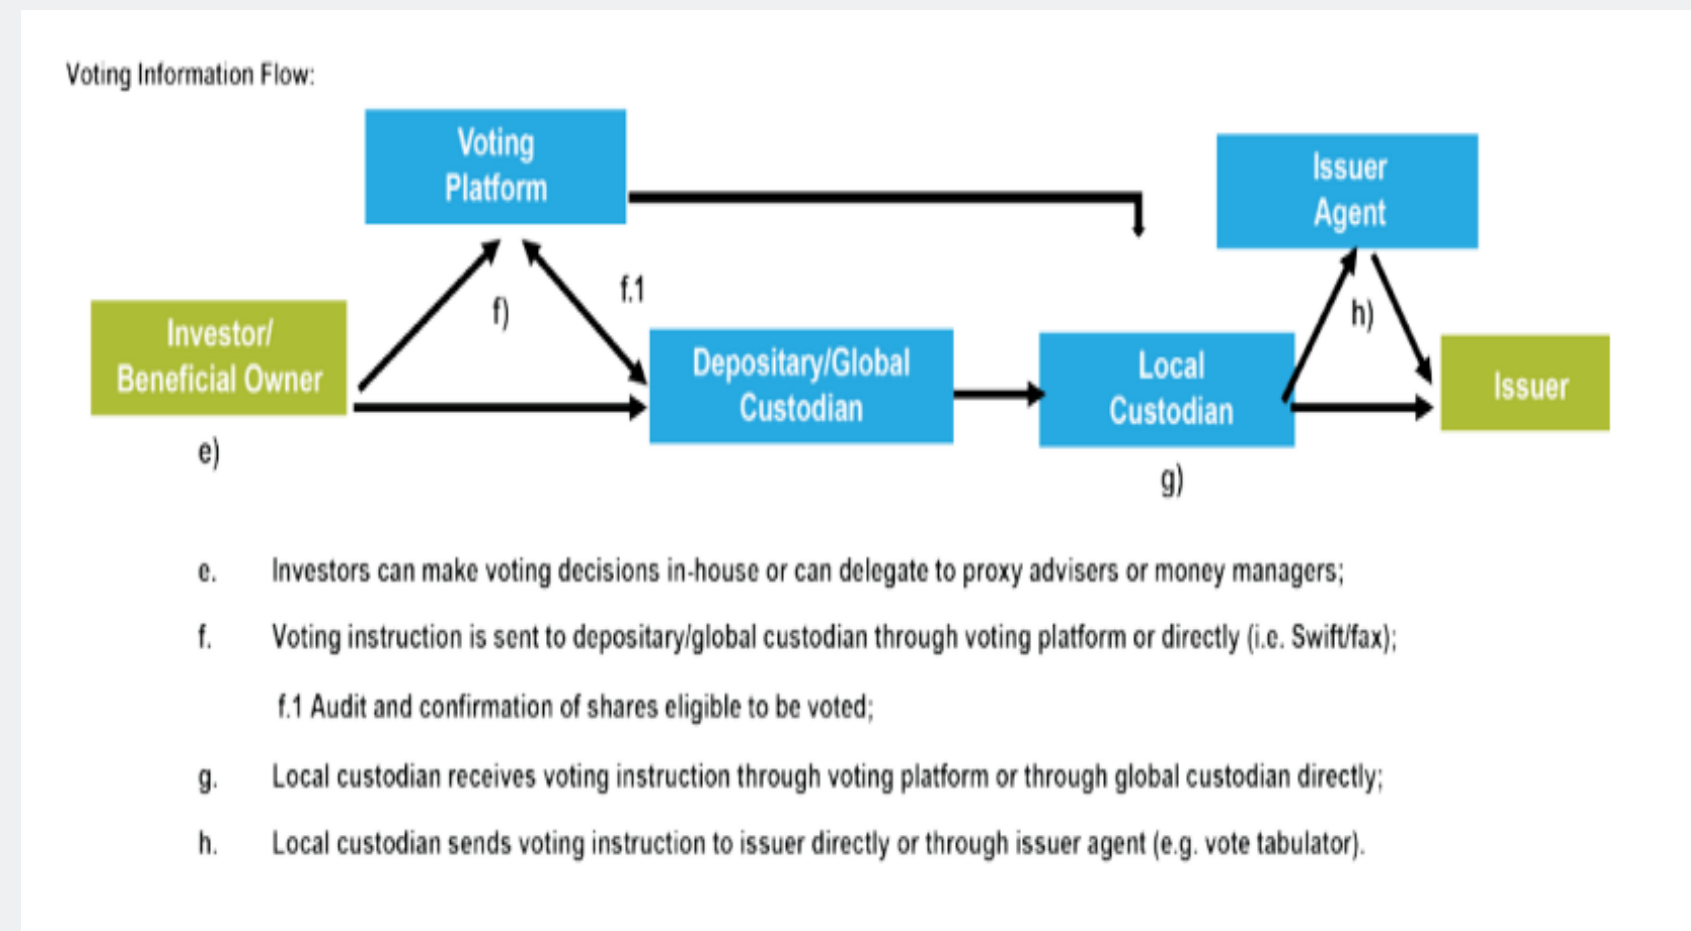 Voting Information Flow:
Voting
Platform
Issuer
Agent
f.1
f)
h)
Investor/
Beneficial Owner
Depositary/Global
Custodian
Local
Custodian
Issuer
e)
g)
e. Investors can make voting decisions in-house or can delegate to proxy advisers or money managers;
f. Voting instruction is sent to depositary/global custodian through voting platform or directly (i.e. Swift/fax);
f.1 Audit and confirmation of shares eligible to be voted;
g. Local custodian receives voting instruction through voting platform or through global custodian directly;
h. Local custodian sends voting instruction to issuer directly or through issuer agent (e.g. vote tabulator).